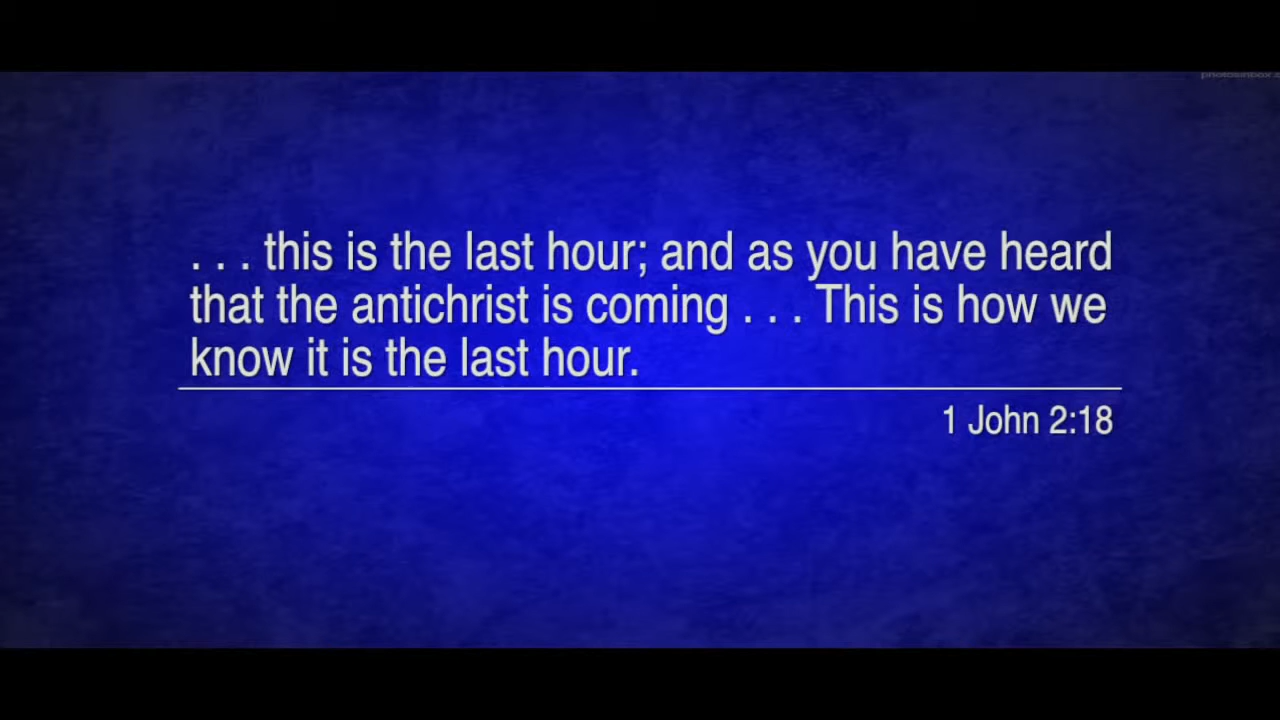 . . . this is the last hour; and as you have heard
that the antichrist is coming . . . This is how we
know it is the last hour.
1 John 2:18